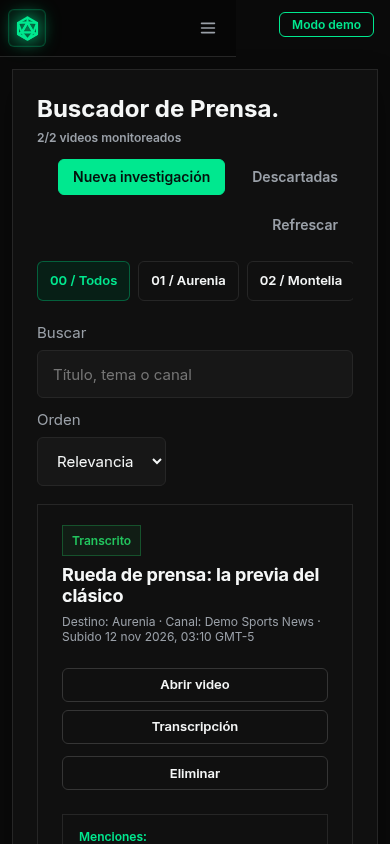 Modo demo
Buscador de Prensa.
2/2 videos monitoreados
Nueva investigación
Descartadas
Refrescar
00 / Todos
01 / Aurenia
02 / Montelia
Buscar
Título, tema o canal
Orden
Relevancia
Transcrito
Rueda de prensa: la previa del
clásico
Destino: Aurenia · Canal: Demo Sports News ·
Subido 12 nov 2026, 03:10 GMT-5
Abrir video
Transcripción
Eliminar
Menciones: